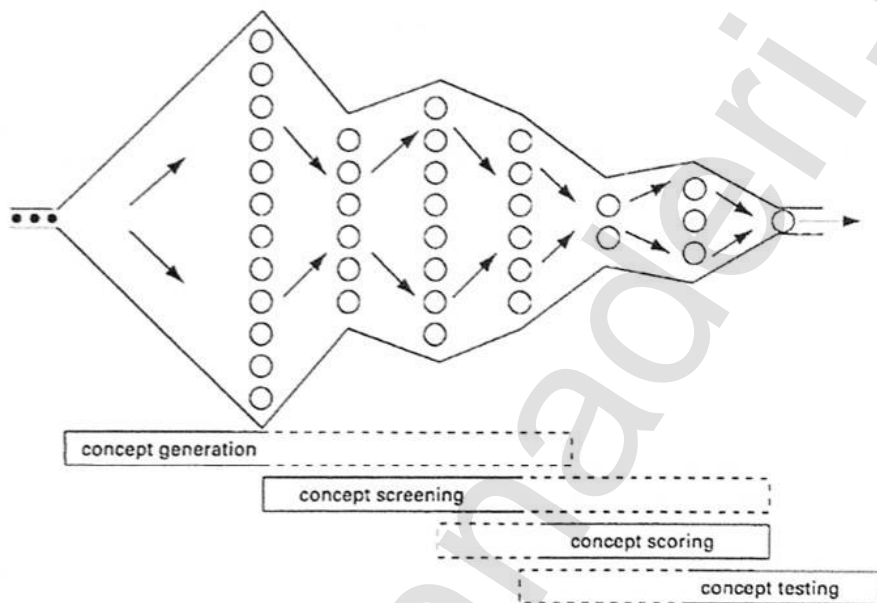 concept generation
concept screening
concept scoring
concept testing